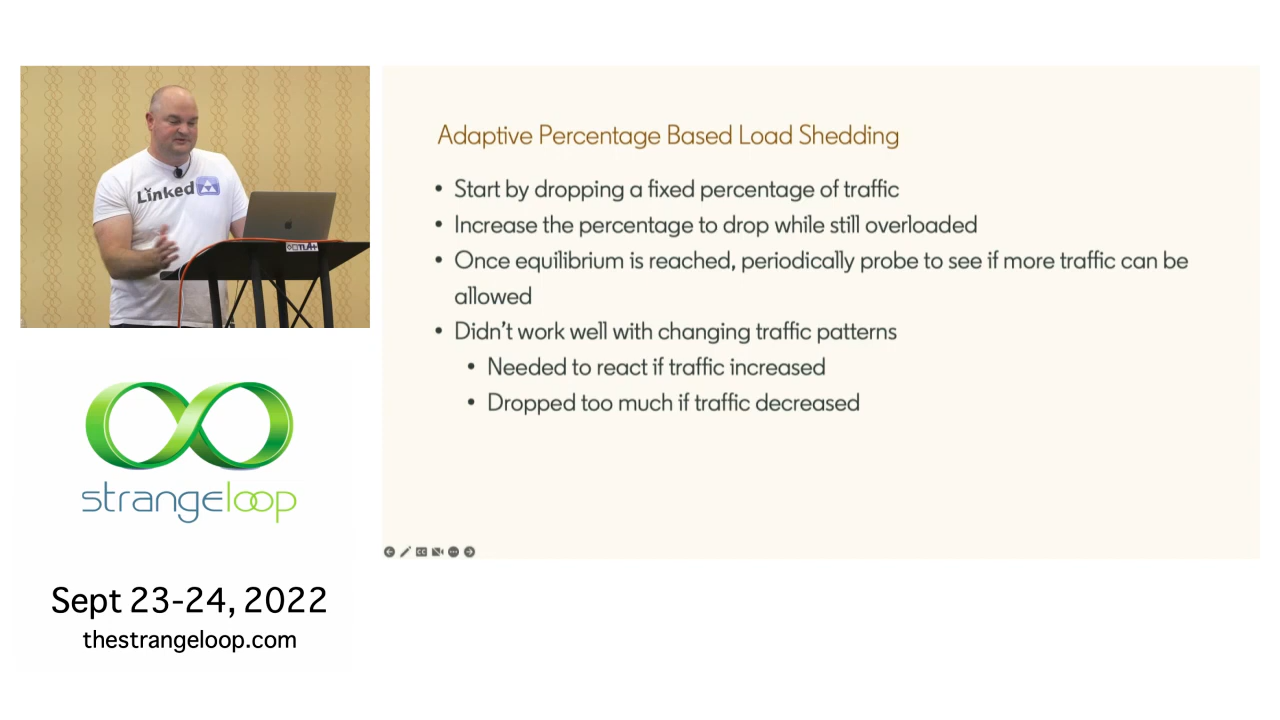 Linked
Adaptive Percentage Based Load Shedding
• Start by dropping a fixed percentage of traffic
• Increase the percentage to drop while still overloaded
• Once equilibrium is reached, periodically probe to see if more traffic can be
allowed
• Didn't work well with changing traffic patterns
• Needed to react if traffic increased
• Dropped too much if traffic decreased
strangeloop
Sept 23-24, 2022
thestrangeloop.com